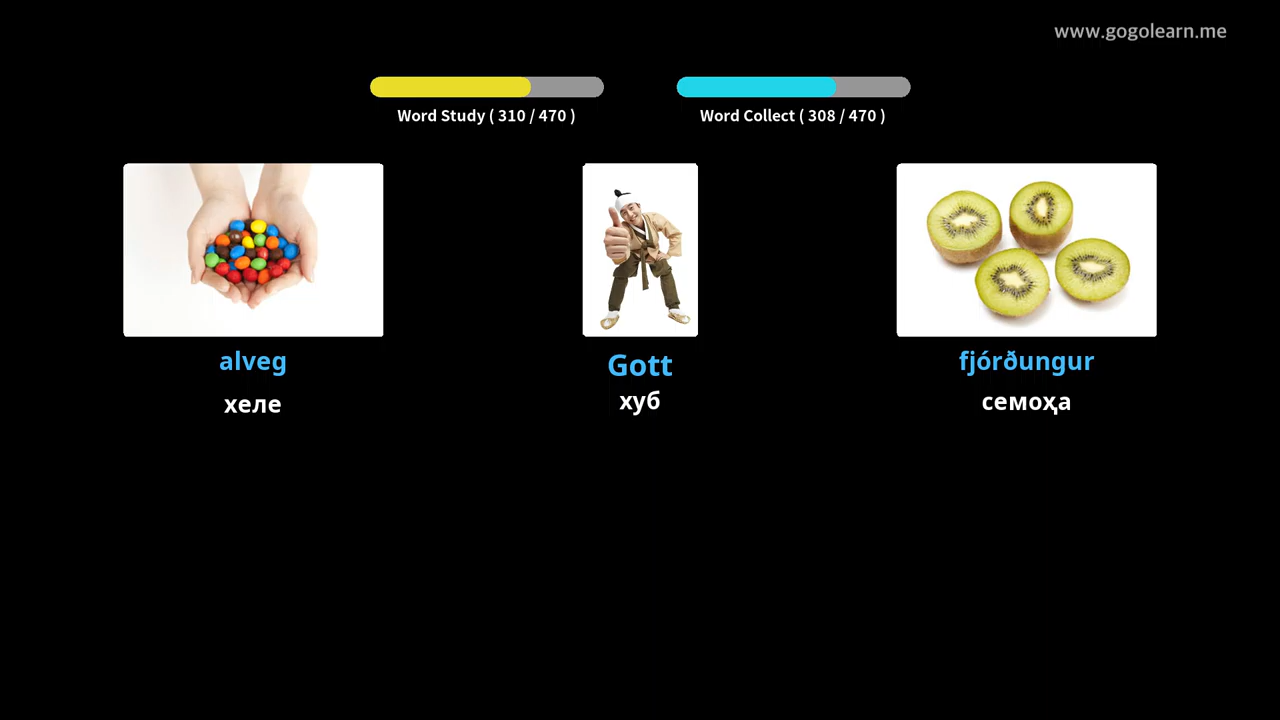 www.gogolearn.me
Word Study ( 310 / 470 )
Word Collect ( 308 / 470 )
alveg
Gott
fjórðungur
хеле
хуб
семоҳа